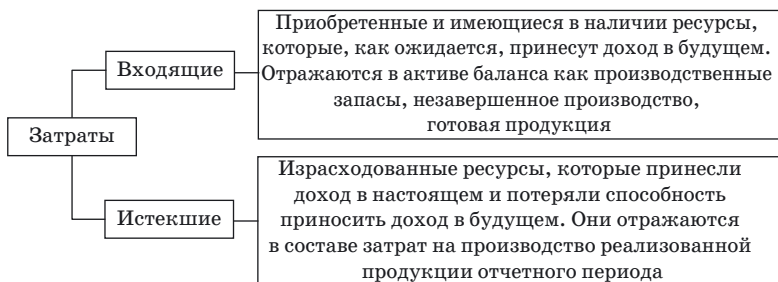 Затраты
Входящие
Приобретенные и имеющиеся в наличии ресурсы,
которые, как ожидается, принесут доход в будущем.
Отражаются в активе баланса как производственные
запасы, незавершенное производство,
готовая продукция
Истекшие
Израсходованные ресурсы, которые принесли
доход в настоящем и потеряли способность
приносить доход в будущем. Они отражаются
в составе затрат на производство реализованной
продукции отчетного периода